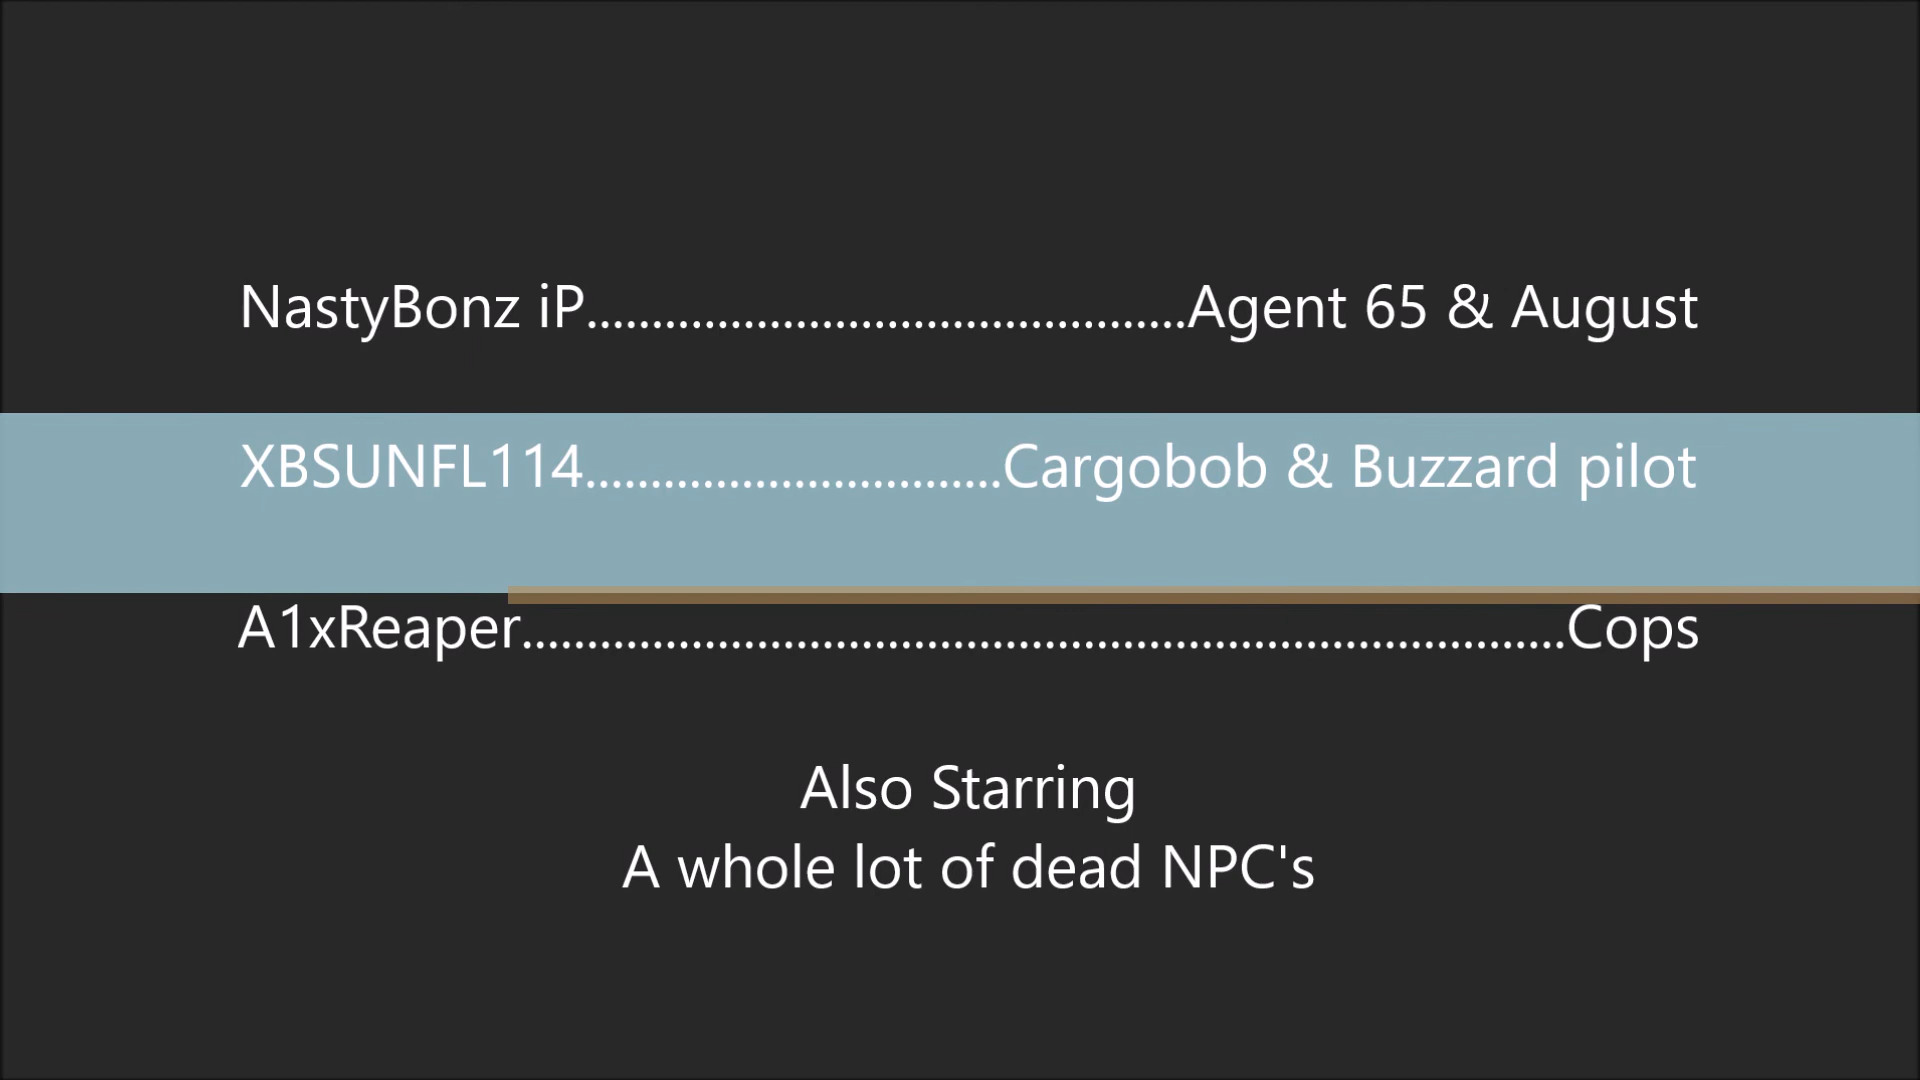 NastyBonz iP..............................................Agent 65 & August
XBSUNFL114................................Cargobob & Buzzard pilot
A1xReaper................................................................................Cops
Also Starring
A whole lot of dead NPC's